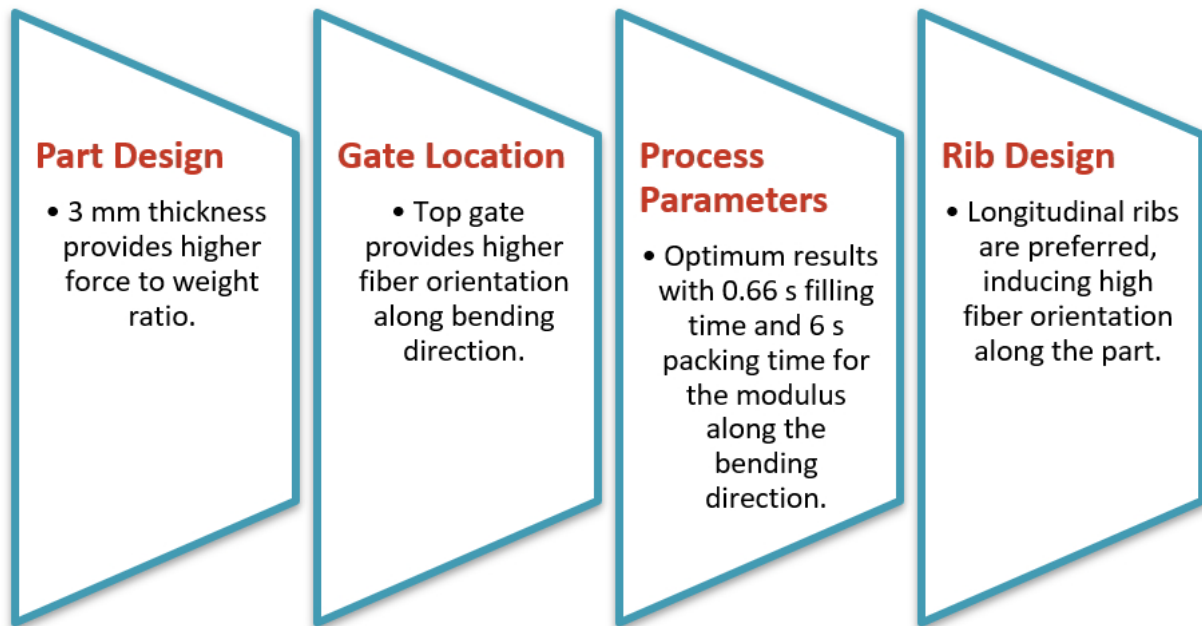 Part Design
• 3 mm thickness
provides higher
force to weight
ratio.
Gate Location
• Top gate
provides higher
fiber orientation
along bending
direction.
Process
Parameters
• Optimum results
with 0.66 s filling
time and 6 s
packing time for
the modulus
along the
bending
direction.
Rib Design
• Longitudinal ribs
are preferred,
inducing high
fiber orientation
along the part.